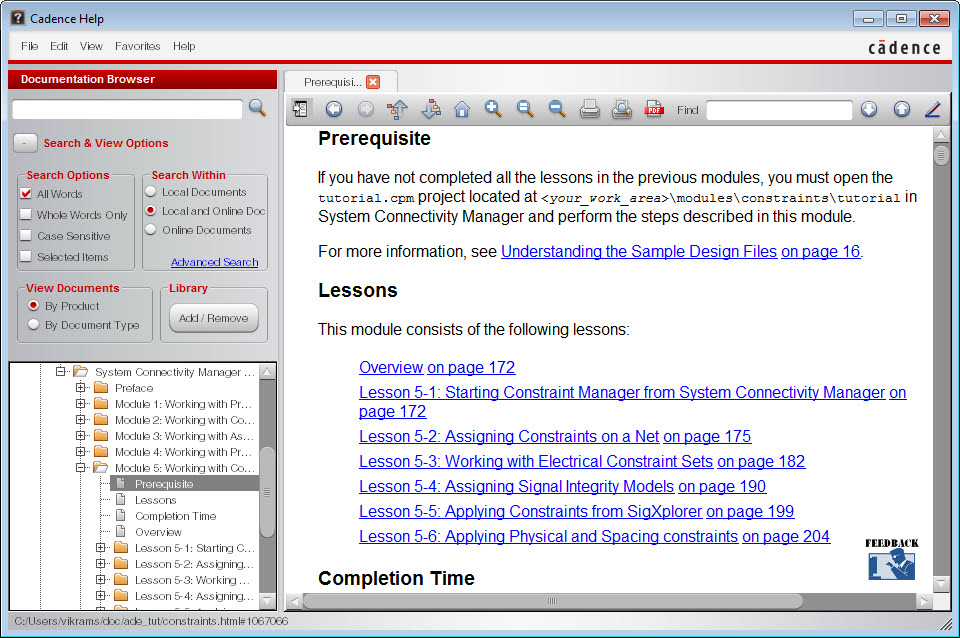 Cadence Help
File Edit View Favorites Help
cādence
Documentation Browser
- Search & View Options
Search Options
All Words
Whole Words Only
Case Sensitive
Selected Items
Search Within
Local Documents
Local and Online Doc
Online Documents
Advanced Search
View Documents
By Product
By Document Type
Library
Add / Remove
System Connectivity Manager ...
Preface
Module 1: Working with Pr...
Module 2: Working with Co...
Module 3: Working with As...
Module 4: Working with Pr...
Module 5: Working with Co...
Prerequisite
Lessons
Completion Time
Overview
Lesson 5-1: Starting C...
Lesson 5-2: Assigning...
Lesson 5-3: Working ...
Lesson 5-4: Assigning...
Prerequisi...
PDF
Find
Prerequisite
If you have not completed all the lessons in the previous modules, you must open the
tutorial.cpm project located at <your_work_area>\modules\constraints\tutorial in
System Connectivity Manager and perform the steps described in this module.
For more information, see Understanding the Sample Design Files on page 16.
Lessons
This module consists of the following lessons:
Overview on page 172
Lesson 5-1: Starting Constraint Manager from System Connectivity Manager on
page 172
Lesson 5-2: Assigning Constraints on a Net on page 175
Lesson 5-3: Working with Electrical Constraint Sets on page 182
Lesson 5-4: Assigning Signal Integrity Models on page 190
Lesson 5-5: Applying Constraints from SigXplorer on page 199
Lesson 5-6: Applying Physical and Spacing constraints on page 204
FEEDBACK
Completion Time
C:/Users/vikrams/doc/ade_tut/constraints.html#1067066